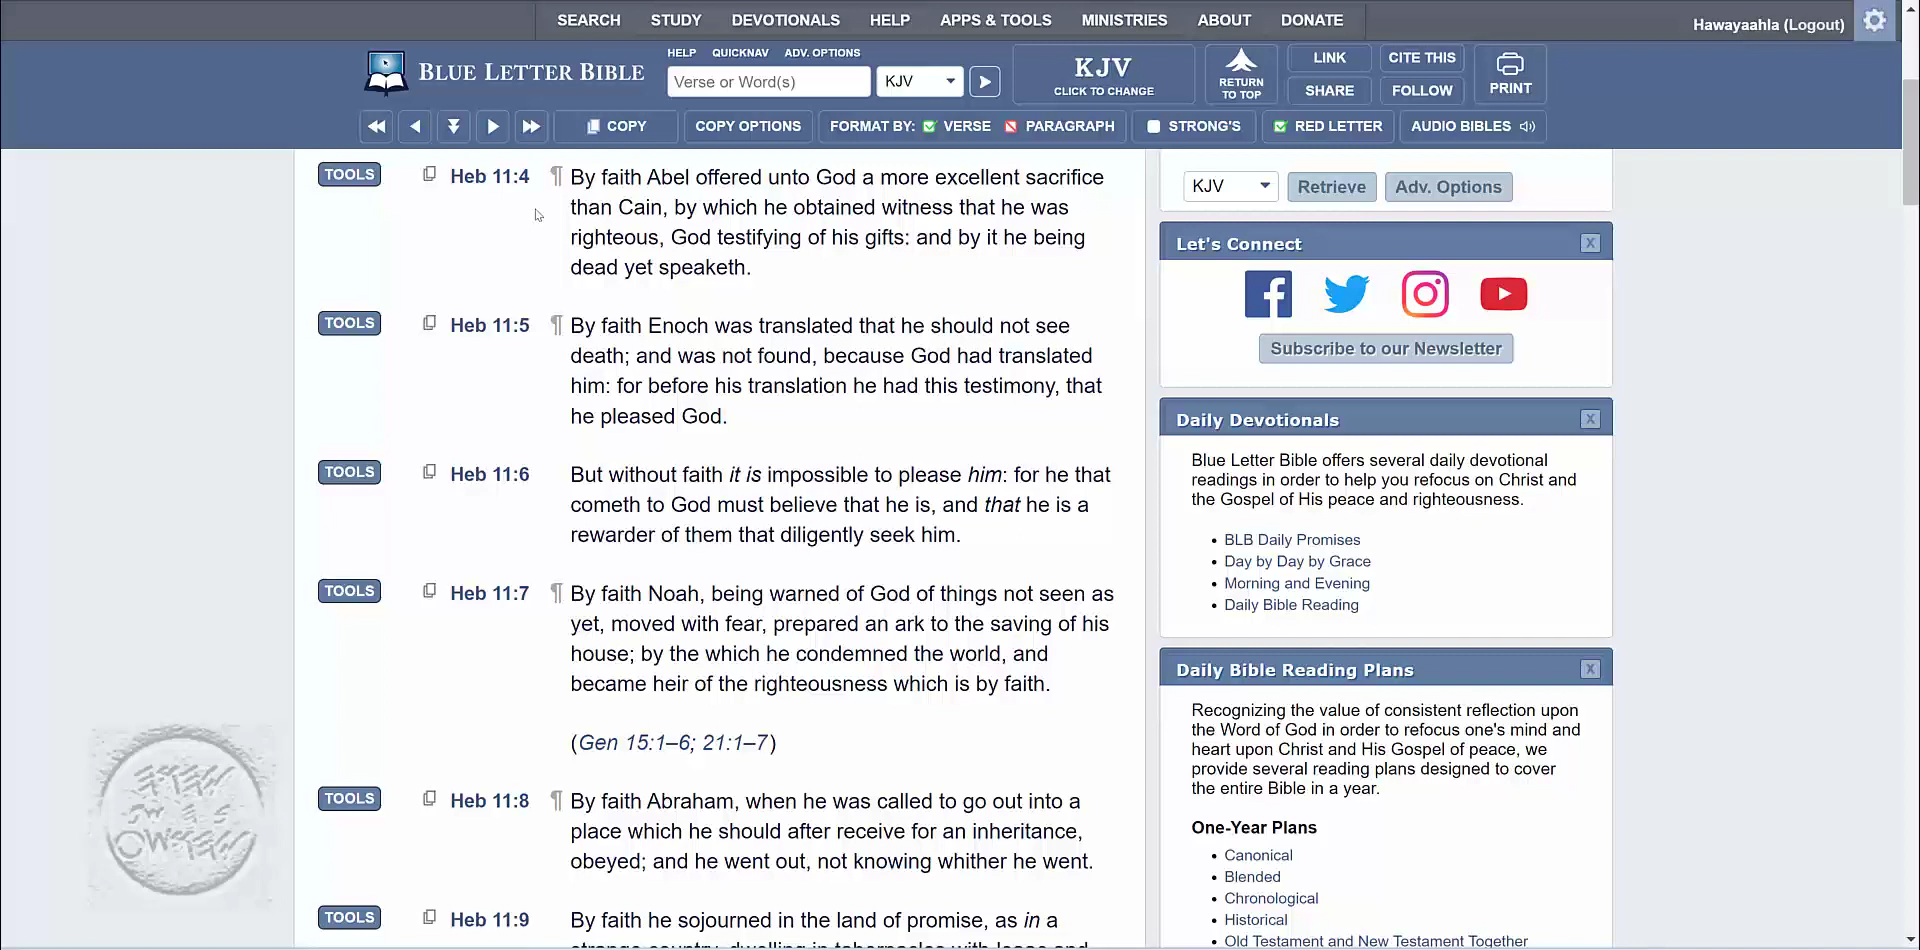 SEARCH STUDY DEVOTIONALS HELP APPS & TOOLS MINISTRIES ABOUT DONATE
Hawayaahla (Logout)
BLUE LETTER BIBLE
HELP QUICKNAV ADV. OPTIONS
Verse or Word(s) KJV
KJV
CLICK TO CHANGE
RETURN
TO TOP
LINK
SHARE
CITE THIS
FOLLOW
PRINT
COPY COPY OPTIONS FORMAT BY: VERSE PARAGRAPH STRONG'S RED LETTER AUDIO BIBLES
TOOLS Heb 11:4 ¶ By faith Abel offered unto God a more excellent sacrifice
than Cain, by which he obtained witness that he was
righteous, God testifying of his gifts: and by it he being
dead yet speaketh.
TOOLS Heb 11:5 ¶ By faith Enoch was translated that he should not see
death; and was not found, because God had translated
him: for before his translation he had this testimony, that
he pleased God.
TOOLS Heb 11:6 But without faith it is impossible to please him: for he that
cometh to God must believe that he is, and that he is a
rewarder of them that diligently seek him.
TOOLS Heb 11:7 ¶ By faith Noah, being warned of God of things not seen as
yet, moved with fear, prepared an ark to the saving of his
house; by the which he condemned the world, and
became heir of the righteousness which is by faith.
(Gen 15:1–6; 21:1–7)
TOOLS Heb 11:8 ¶ By faith Abraham, when he was called to go out into a
place which he should after receive for an inheritance,
obeyed; and he went out, not knowing whither he went.
TOOLS Heb 11:9 By faith he sojourned in the land of promise, as in a
strange country, dwelling in tabernacles with Isaac and
KJV Retrieve Adv. Options
Let's Connect X
Subscribe to our Newsletter
Daily Devotionals X
Blue Letter Bible offers several daily devotional
readings in order to help you refocus on Christ and
the Gospel of His peace and righteousness.
• BLB Daily Promises
• Day by Day by Grace
• Morning and Evening
• Daily Bible Reading
Daily Bible Reading Plans X
Recognizing the value of consistent reflection upon
the Word of God in order to refocus one's mind and
heart upon Christ and His Gospel of peace, we
provide several reading plans designed to cover
the entire Bible in a year.
One-Year Plans
• Canonical
• Blended
• Chronological
• Historical
• Old Testament and New Testament Together